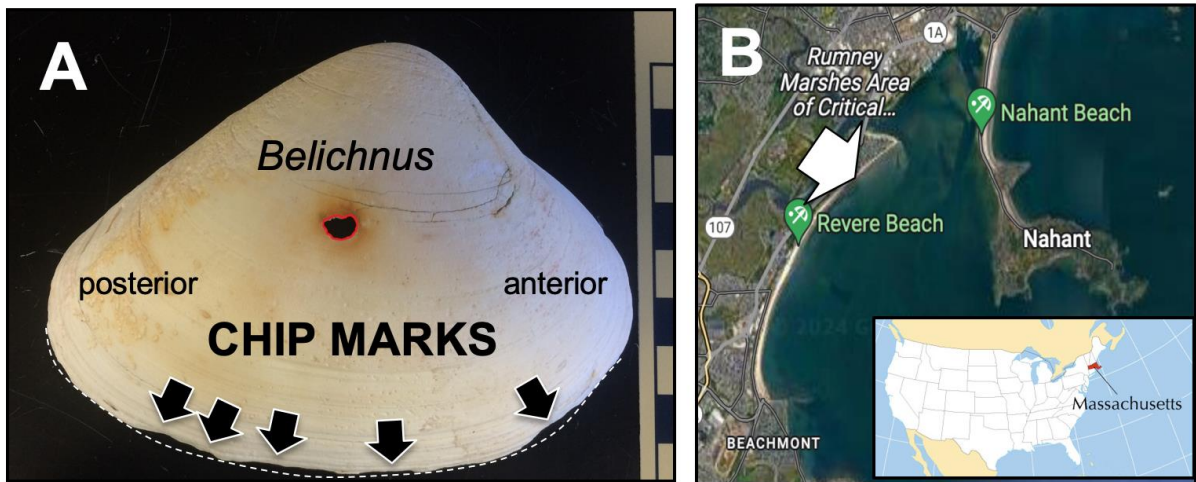 A
Belichnus
posterior
anterior
CHIP MARKS
B
1A
Rumney
Marshes Area
of Critical...
Nahant Beach
107
Revere Beach
Nahant
BEACHMONT
Massachusetts